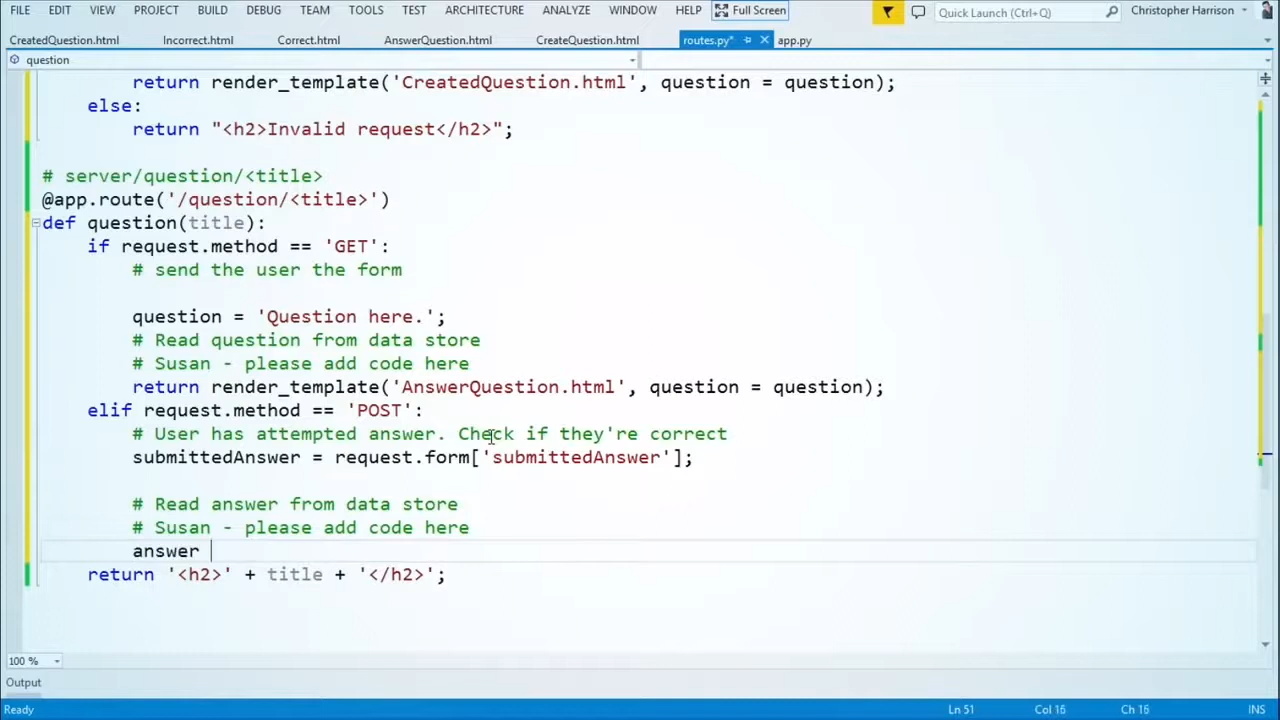 FILE EDIT VIEW PROJECT BUILD DEBUG TEAM TOOLS TEST ARCHITECTURE ANALYZE WINDOW HELP Full Screen Quick Launch (Ctrl+Q) Christopher Harrison
CreatedQuestion.html Incorrect.html Correct.html AnswerQuestion.html CreateQuestion.html routes.py* app.py
question
return render_template('CreatedQuestion.html', question = question);
else:
return "<h2>Invalid request</h2>";
# server/question/<title>
@app.route('/question/<title>')
def question(title):
if request.method == 'GET':
# send the user the form
question = 'Question here.';
# Read question from data store
# Susan - please add code here
return render_template('AnswerQuestion.html', question = question);
elif request.method == 'POST':
# User has attempted answer. Check if they're correct
submittedAnswer = request.form['submittedAnswer'];
# Read answer from data store
# Susan - please add code here
answer
return '<h2>' + title + '</h2>';
100 %
Output
Ready Ln 51 Col 16 Ch 16 INS